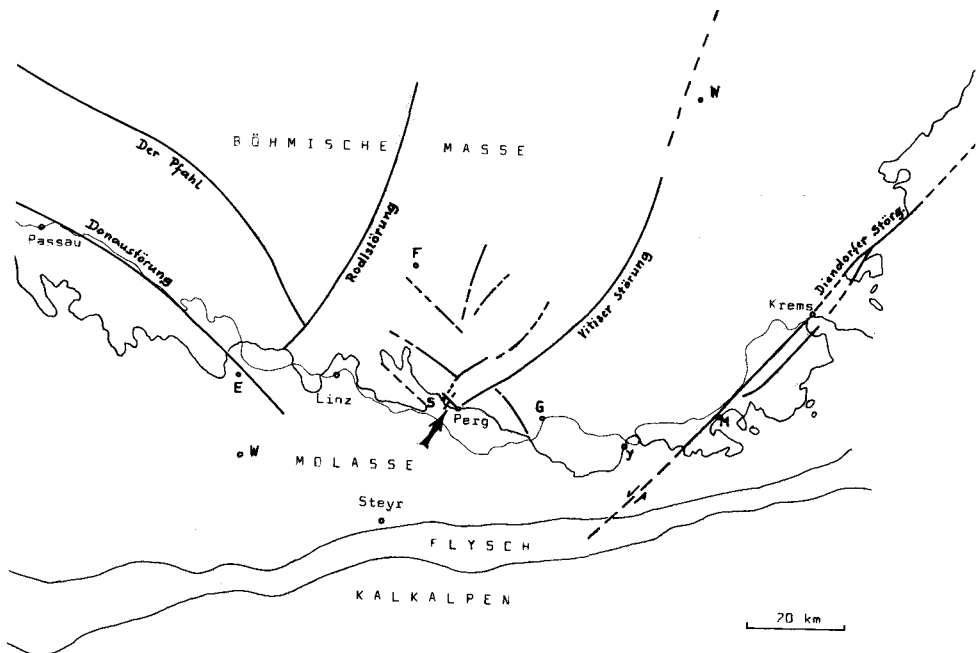 W
BÖHMISCHE MASSE
Der Pfahl
Rodlstörung
Diendorfer Störg.
Donaustörung
Passau
F
Vitiser Störung
Krems
E
Linz
S
Perg
G
M
Y
W
MOLASSE
Steyr
FLYSCH
KALKALPEN
20 km